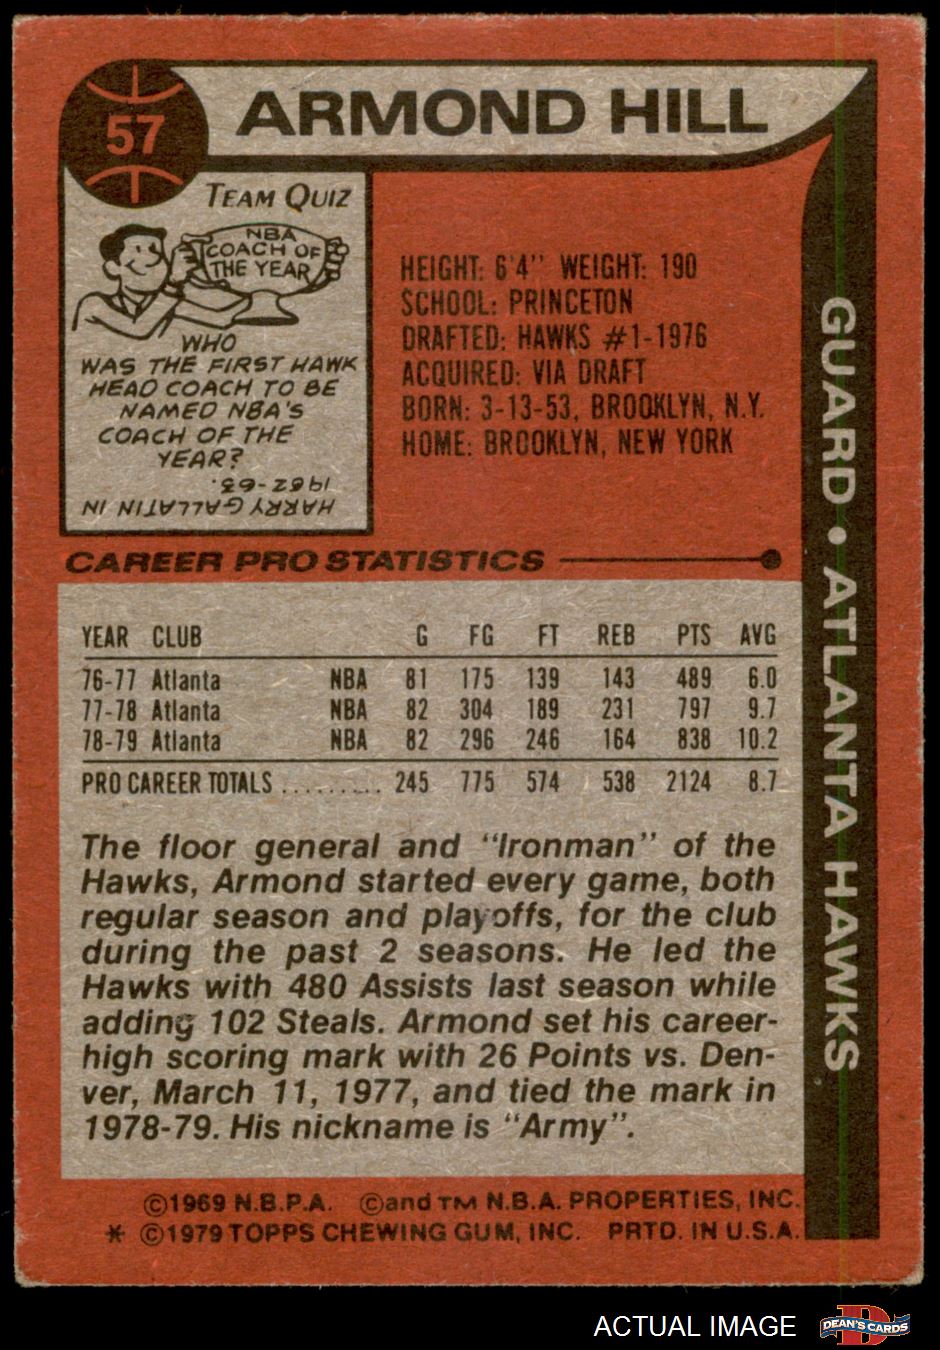 57
ARMOND HILL
TEAM QUIZ
NBA
COACH OF
THE YEAR
WHO
WAS THE FIRST HAWK
HEAD COACH TO BE
NAMED NBA'S
COACH OF THE
YEAR?
HARRY GALLATIN IN
1962-63.
HEIGHT: 6'4" WEIGHT: 190
SCHOOL: PRINCETON
DRAFTED: HAWKS #1-1976
ACQUIRED: VIA DRAFT
BORN: 3-13-53, BROOKLYN, N.Y.
HOME: BROOKLYN, NEW YORK
GUARD • ATLANTA HAWKS
CAREER PRO STATISTICS
YEAR CLUB G FG FT REB PTS AVG
76-77 Atlanta NBA 81 175 139 143 489 6.0
77-78 Atlanta NBA 82 304 189 231 797 9.7
78-79 Atlanta NBA 82 296 246 164 838 10.2
PRO CAREER TOTALS .......... 245 775 574 538 2124 8.7
The floor general and "Ironman" of the
Hawks, Armond started every game, both
regular season and playoffs, for the club
during the past 2 seasons. He led the
Hawks with 480 Assists last season while
adding 102 Steals. Armond set his career-
high scoring mark with 26 Points vs. Den-
ver, March 11, 1977, and tied the mark in
1978-79. His nickname is "Army".
©1969 N.B.P.A. ©and TM N.B.A. PROPERTIES, INC.
* ©1979 TOPPS CHEWING GUM, INC. PRTD. IN U.S.A.
ACTUAL IMAGE
DEAN'S CARDS